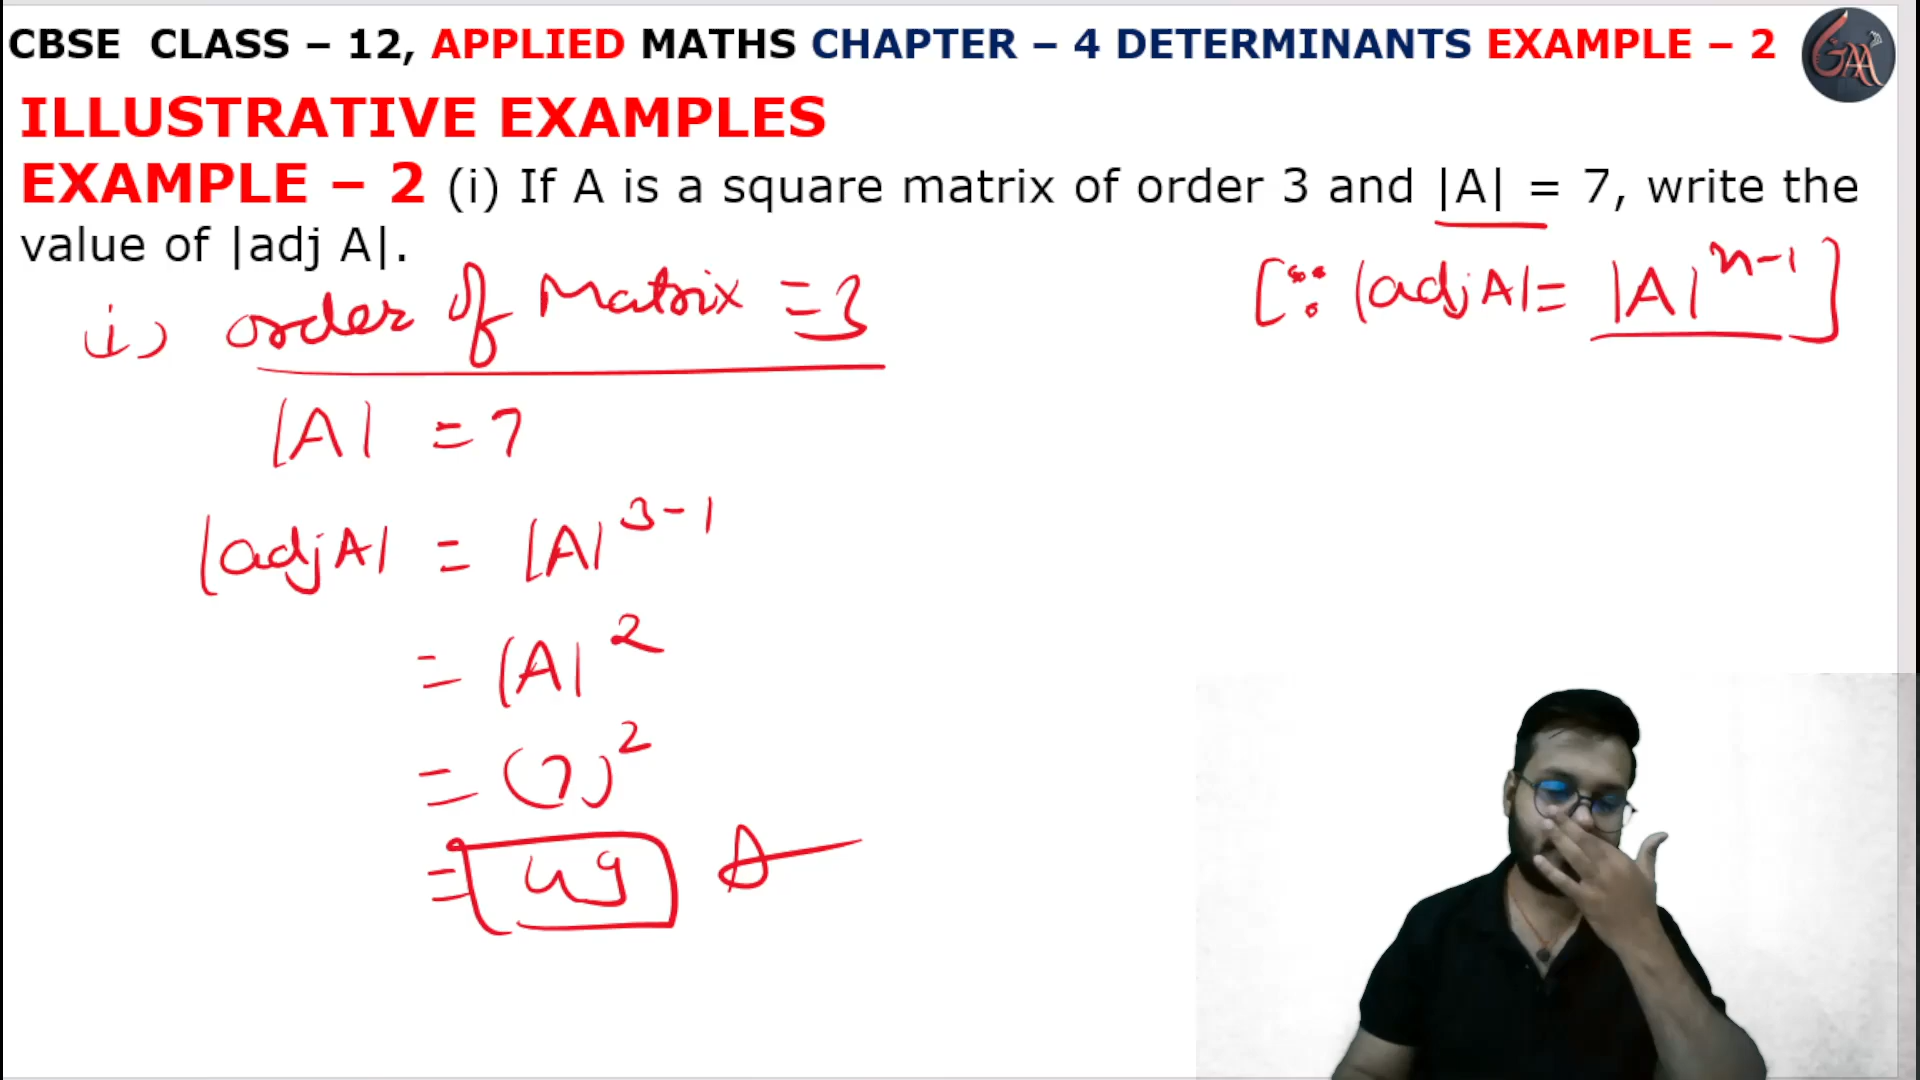 CBSE CLASS – 12, APPLIED MATHS CHAPTER – 4 DETERMINANTS EXAMPLE – 2
ILLUSTRATIVE EXAMPLES
EXAMPLE – 2 (i) If A is a square matrix of order 3 and |A| = 7, write the
value of |adj A|.
[∵ |adjA| = |A|^n-1]
i) order of Matrix = 3
|A| = 7
|adjA| = |A|^3-1
= |A|^2
= (7)^2
= 49